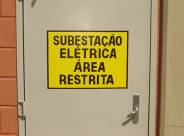 SUBESTAÇÃO
ELÉTRICA
ÁREA
RESTRITA